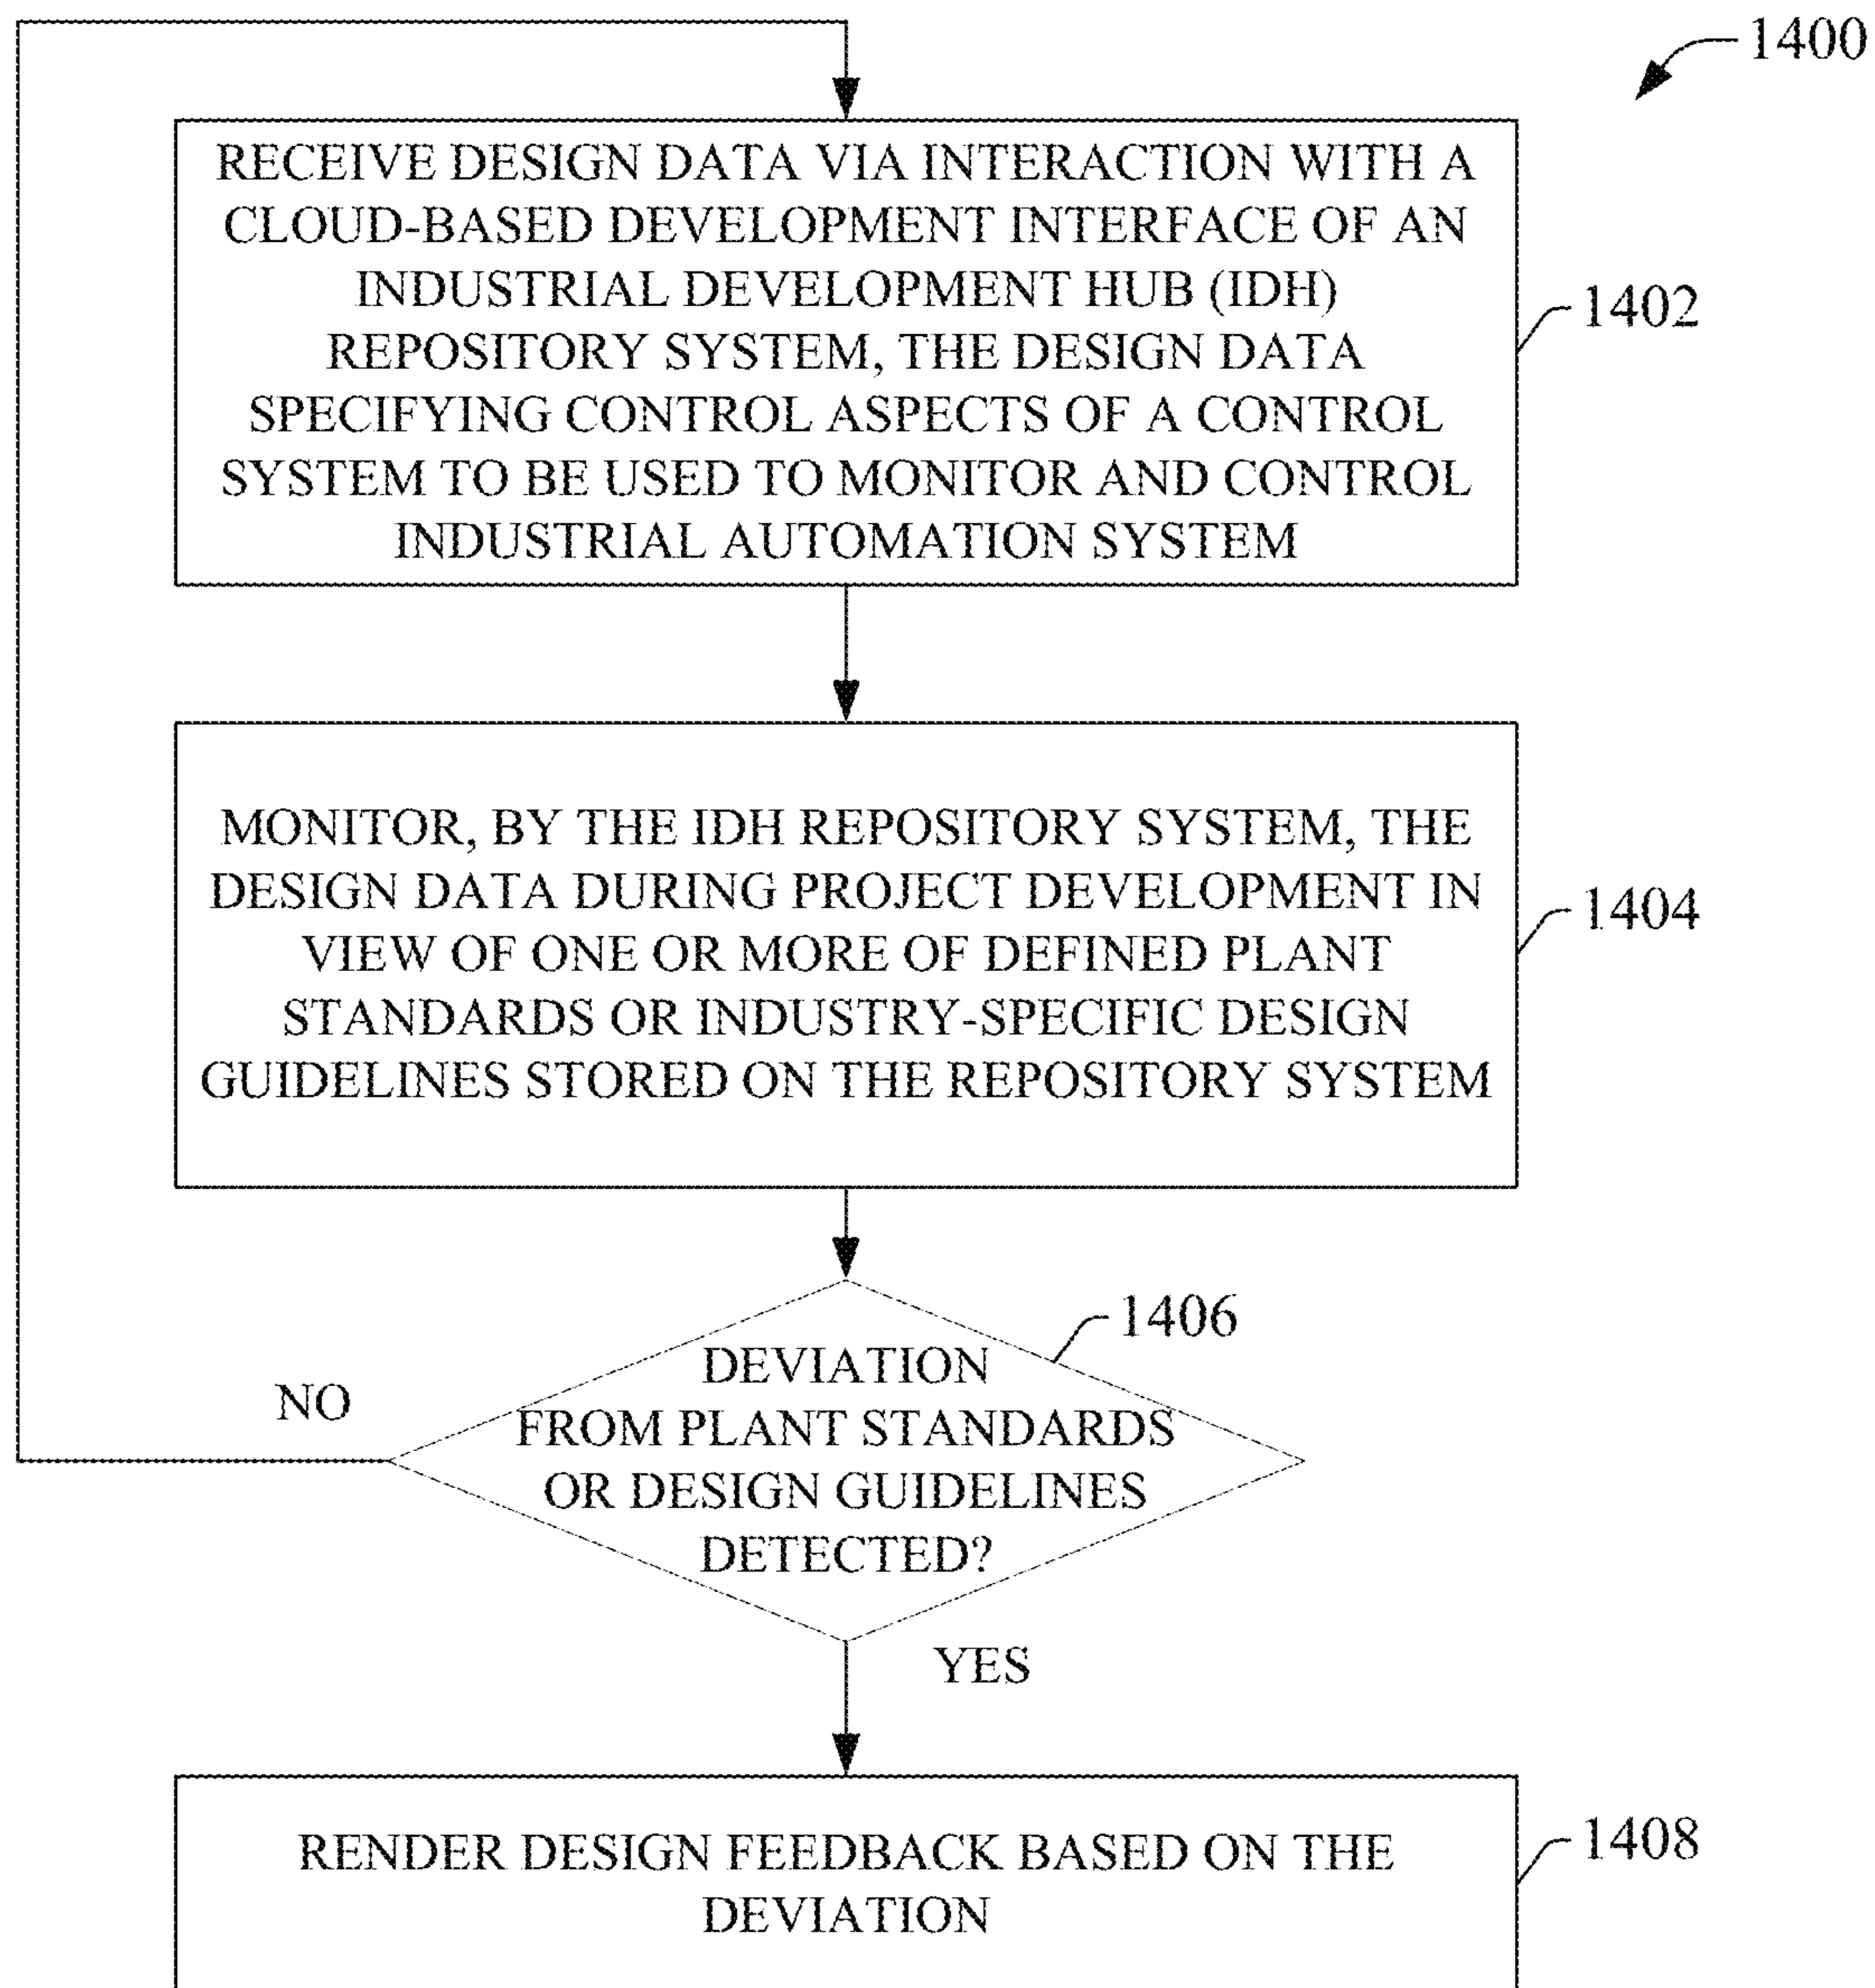 1400
RECEIVE DESIGN DATA VIA INTERACTION WITH A
CLOUD-BASED DEVELOPMENT INTERFACE OF AN
INDUSTRIAL DEVELOPMENT HUB (IDH)
REPOSITORY SYSTEM, THE DESIGN DATA
SPECIFYING CONTROL ASPECTS OF A CONTROL
SYSTEM TO BE USED TO MONITOR AND CONTROL
INDUSTRIAL AUTOMATION SYSTEM
1402
MONITOR, BY THE IDH REPOSITORY SYSTEM, THE
DESIGN DATA DURING PROJECT DEVELOPMENT IN
VIEW OF ONE OR MORE OF DEFINED PLANT
STANDARDS OR INDUSTRY-SPECIFIC DESIGN
GUIDELINES STORED ON THE REPOSITORY SYSTEM
1404
1406
DEVIATION
FROM PLANT STANDARDS
OR DESIGN GUIDELINES
DETECTED?
NO
YES
RENDER DESIGN FEEDBACK BASED ON THE
DEVIATION
1408